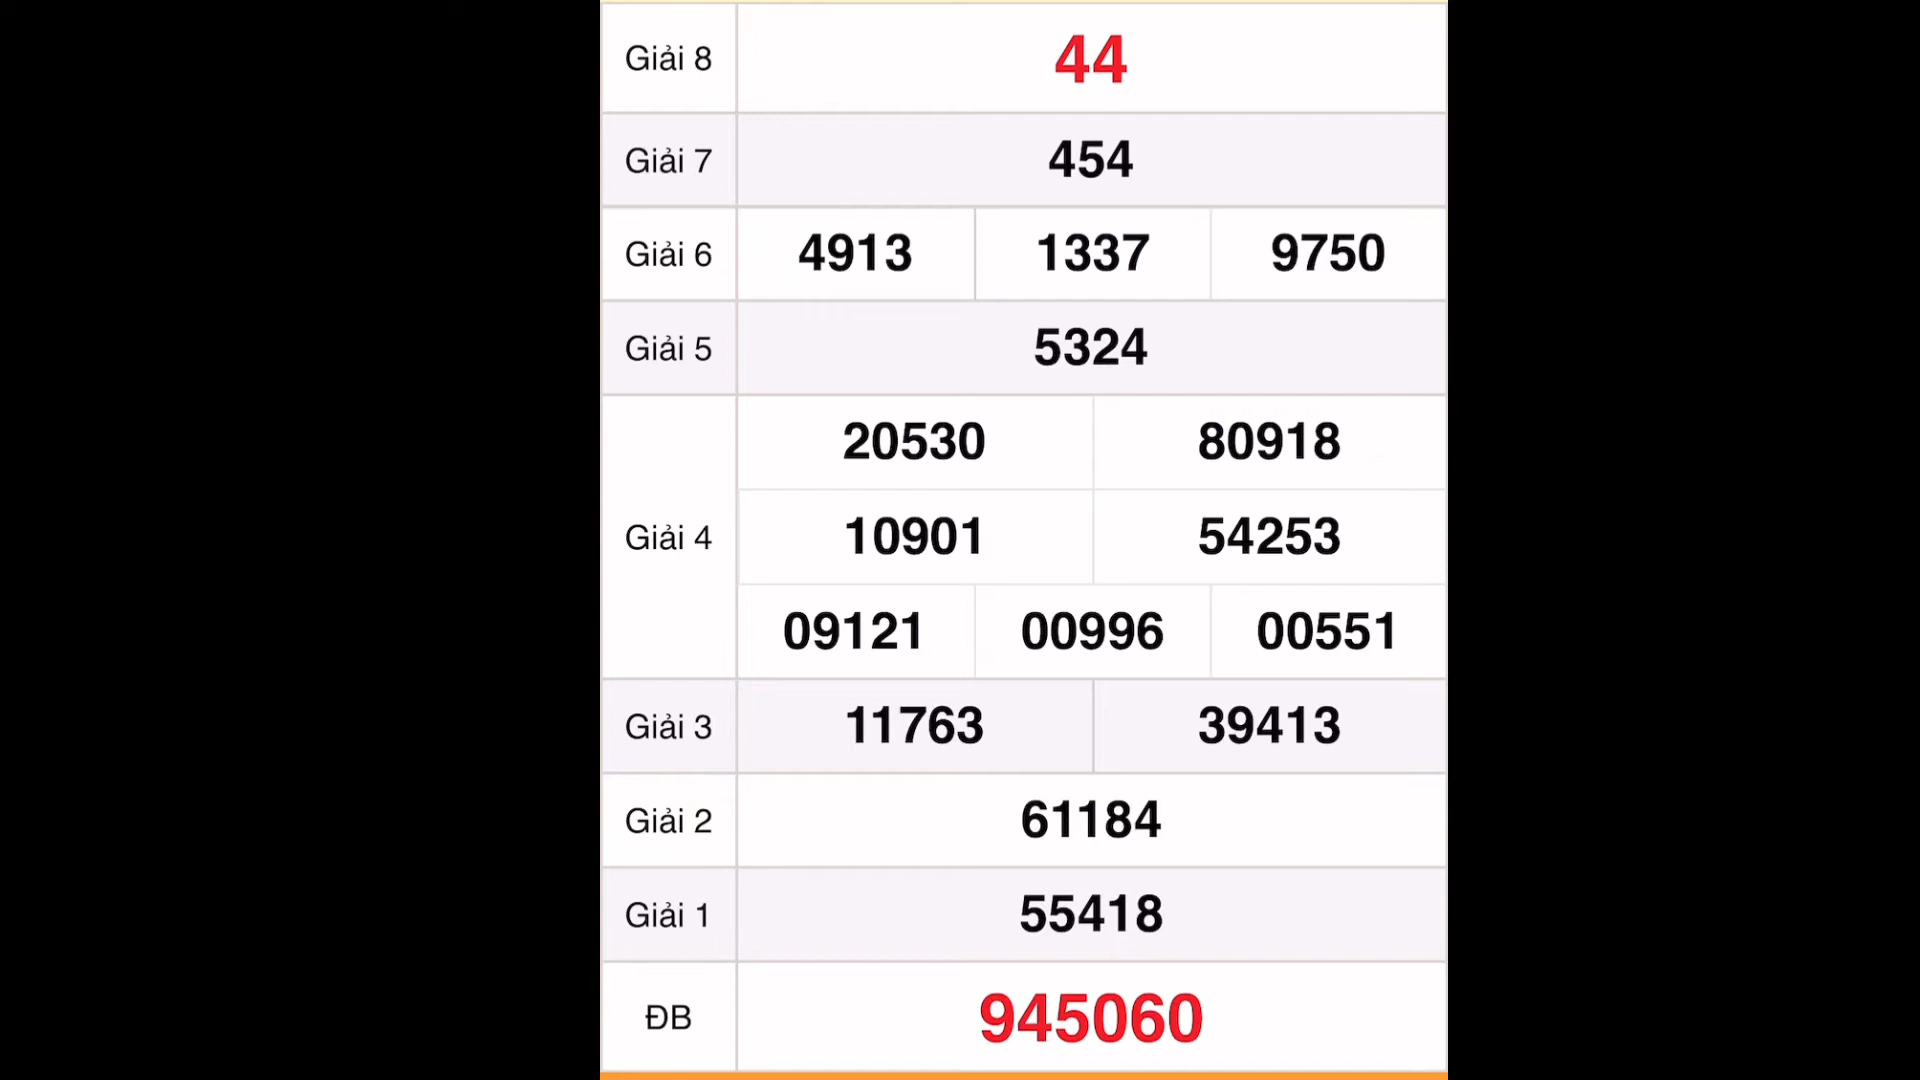 Giải 8 44
Giải 7 454
Giải 6 4913 1337 9750
Giải 5 5324
20530 80918
Giải 4 10901 54253
09121 00996 00551
Giải 3 11763 39413
Giải 2 61184
Giải 1 55418
ĐB 945060